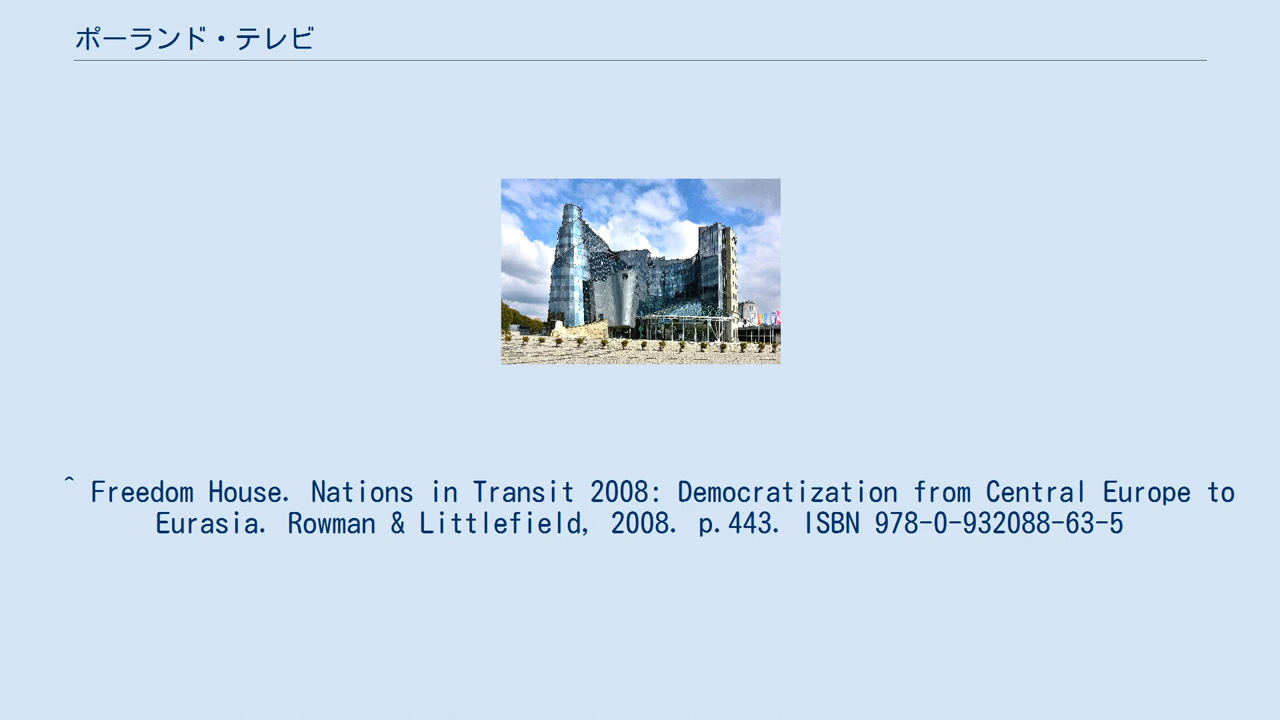 ポーランド・テレビ
^ Freedom House. Nations in Transit 2008: Democratization from Central Europe to
Eurasia. Rowman & Littlefield, 2008. p.443. ISBN 978-0-932088-63-5